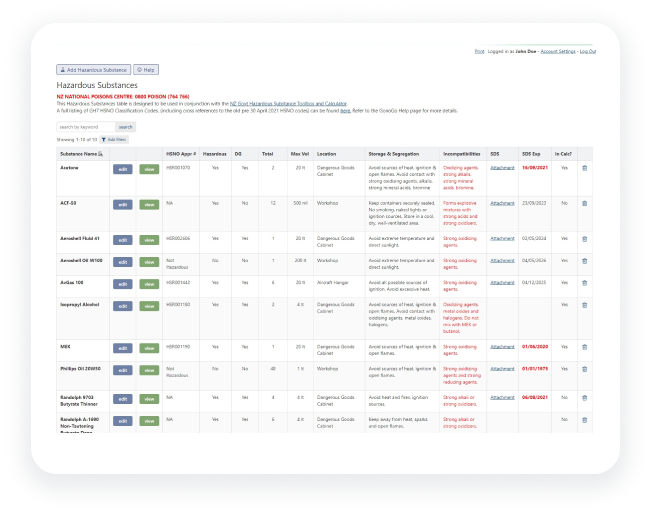 Print Logged in as John Doe - Account Settings - Log Out
Add Hazardous Substance Help
Hazardous Substances
NZ NATIONAL POISONS CENTRE: 0800 POISON (764 766)
This Hazardous Substances table is designed to be used in conjunction with the NZ Govt Hazardous Substance Toolbox and Calculator.
A full listing of GHT HSNO Classification Codes, (including cross references to the old pre 30 April 2021 HSNO codes) can be found here. Refer to the Help page for more details.
search by keyword search
Showing 1-10 of 10 Add filters
Substance Name HSNO Appr # Hazardous DG Total Max Vol Location Storage & Segregation Incompatibilities SDS SDS Exp In Calc?
Acetone edit view HSR001070 Yes Yes 2 20 lt Dangerous Goods Avoid sources of heat, ignition & Oxidizing agents, Attachment 16/09/2021 Yes
Cabinet open flames. Avoid contact with strong alkalis,
strong oxidising agents, alkalis, strong mineral
strong mineral acids, bromine acids, bromine.
ACF-50 edit view NA Yes No 12 500 ml Workshop Keep containers securely sealed. Forms explosive Attachment 23/09/2023 No
No smoking, naked lights or mixtures with
ignition sources. Store in a cool, strong acids and
dry, well-ventilated area. strong oxidisers.
Aeroshell Fluid 41 edit view HSR002606 Yes Yes 1 20 lt Dangerous Goods Avoid extreme temperature and Strong oxidising Attachment 02/05/2024 Yes
Cabinet direct sunlight. agents.
Aeroshell Oil W100 edit view Not No No 1 208 lt Workshop Avoid extreme temperature and Strong oxidising Attachment 04/05/2026 Yes
Hazardous direct sunlight. agents.
AvGas 100 edit view HSR001442 Yes Yes 6 20 lt Aircraft Hangar Avoid all possible sources of Strong oxidising Attachment 04/12/2025 Yes
ignition. Avoid excessive heat. agents.
Isopropyl Alcohol edit view HSR001180 Yes Yes 2 4 lt Dangerous Goods Avoid sources of heat, ignition & Oxidizing agents, Yes
Cabinet open flames. Avoid contact with metal oxides and
oxidising agents, metal oxides, halogens. Do not
halogens. mix with MEK or
butanol.
MEK edit view HSR001190 Yes Yes 1 20 lt Dangerous Goods Avoid sources of heat, ignition & Strong oxidising Attachment 01/06/2020 Yes
Cabinet open flames. agents.
Phillips Oil 20W50 edit view Not No No 48 1 lt Workshop Avoid sources of heat, ignition & Strong oxidizing Attachment 01/01/1975 Yes
Hazardous open flames. agents and strong
reducing agents.
Randolph 9703 edit view NA Yes Yes 4 4 lt Dangerous Goods Avoid heat and fires, ignition Strong alkali or Attachment 06/08/2021 No
Butyrate Thinner Cabinet sources. strong oxidizers.
Randolph A-1690 edit view NA Yes Yes 6 4 lt Dangerous Goods Keep away from heat, sparks Strong alkali or No
Non-Tautening Cabinet and open flames. strong oxidizers.
Butyrate Dope